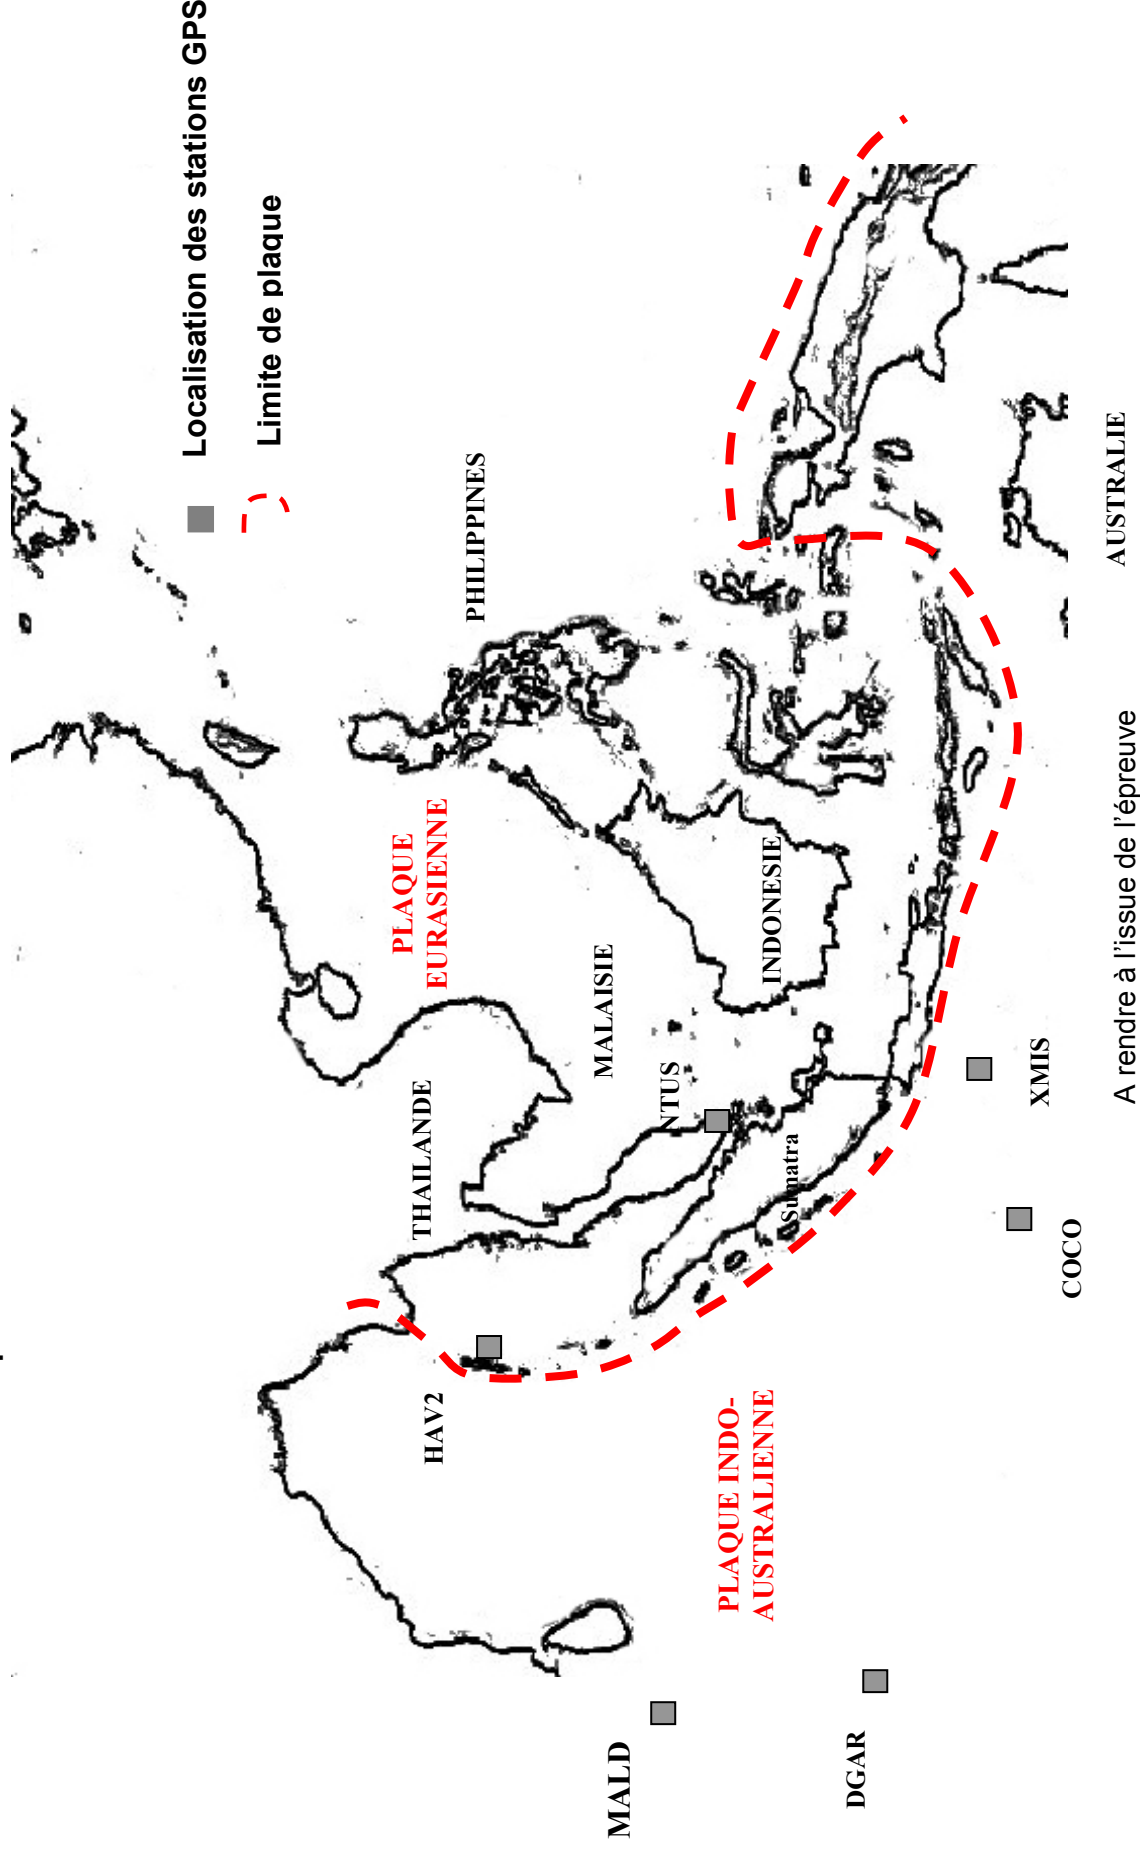 Localisation des stations GPS
Limite de plaque
PHILIPPINES
PLAQUE
EURASIENNE
THAILANDE
MALAISIE
NTUS
INDONESIE
Sumatra
HAV2
PLAQUE INDO-
AUSTRALIENNE
MALD
DGAR
COCO
XMIS
AUSTRALIE
A rendre à l'issue de l'épreuve